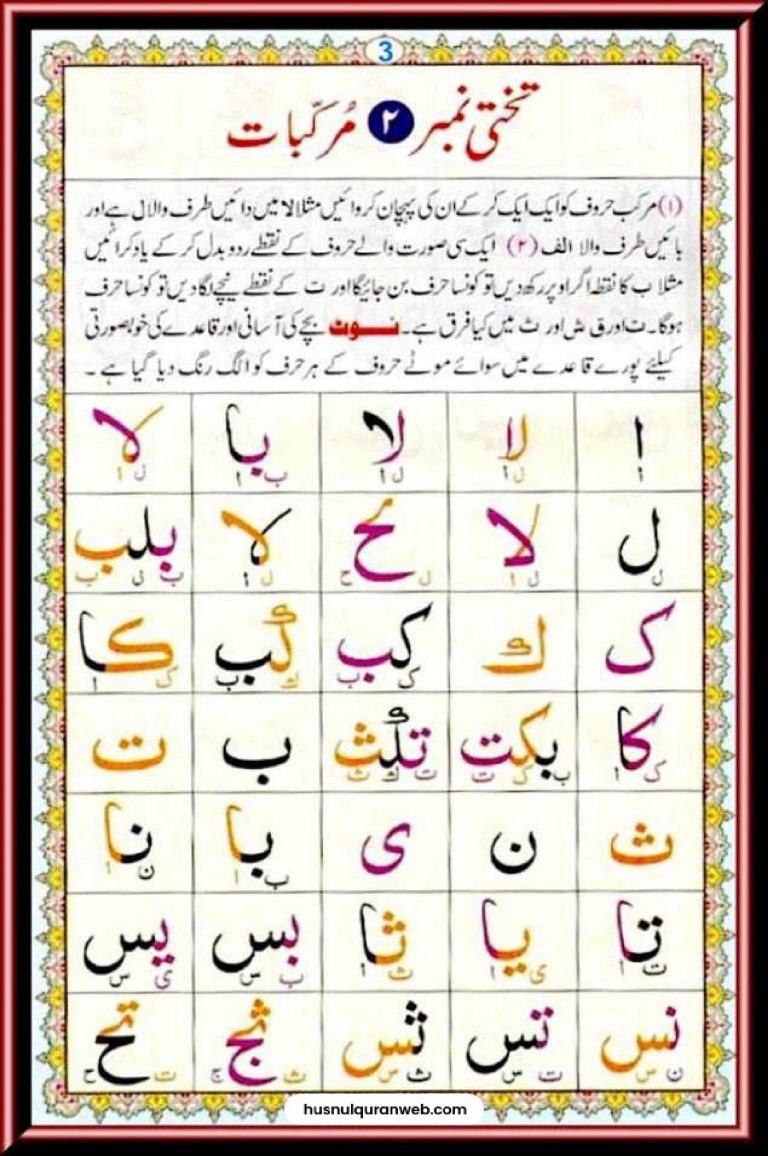 3
تختی نمبر ۲ مُرکّبات
(۱) مرکب حروف کو ایک ایک کر کے ان کی پہچان کروائیں مثلا لا میں دائیں طرف والا ل ہے اور
بائیں طرف والا الف (۲) ایک سی صورت والے حروف کے نقطے ردوبدل کر کے یاد کرائیں
مثلا ب کا نقطہ اگر اوپر رکھ دیں تو کونسا حرف بن جائیگا اور ت کے نقطے نیچے لگا دیں تو کونسا حرف
ہوگا۔ ت اور ق ش اور ث میں کیا فرق ہے۔ نــوٹ بچے کی آسانی اور قاعدے کی خوبصورتی
کیلئے پورے قاعدے میں سوائے موٹے حروف کے ہر حرف کو الگ رنگ دیا گیا ہے۔
ا لا لا با لا
ا ل ا ل ا ب ا ل ا
ل لا لح لا بلب
ل ل ا ل ح ل ا ب ل ب
ک ك کب كب کا
ک ب ك ب ک ا
کا بکت تكث ب ت
ک ا ب ک ت ت ك ث
ث ن ی با نا
ب ا ن ا
تا یا ثا بس یس
ت ا ی ا ث ا ب س ی س
نس تس ثس ثج تح
ن س ت س ث س ث ج ت ح
husnulquranweb.com